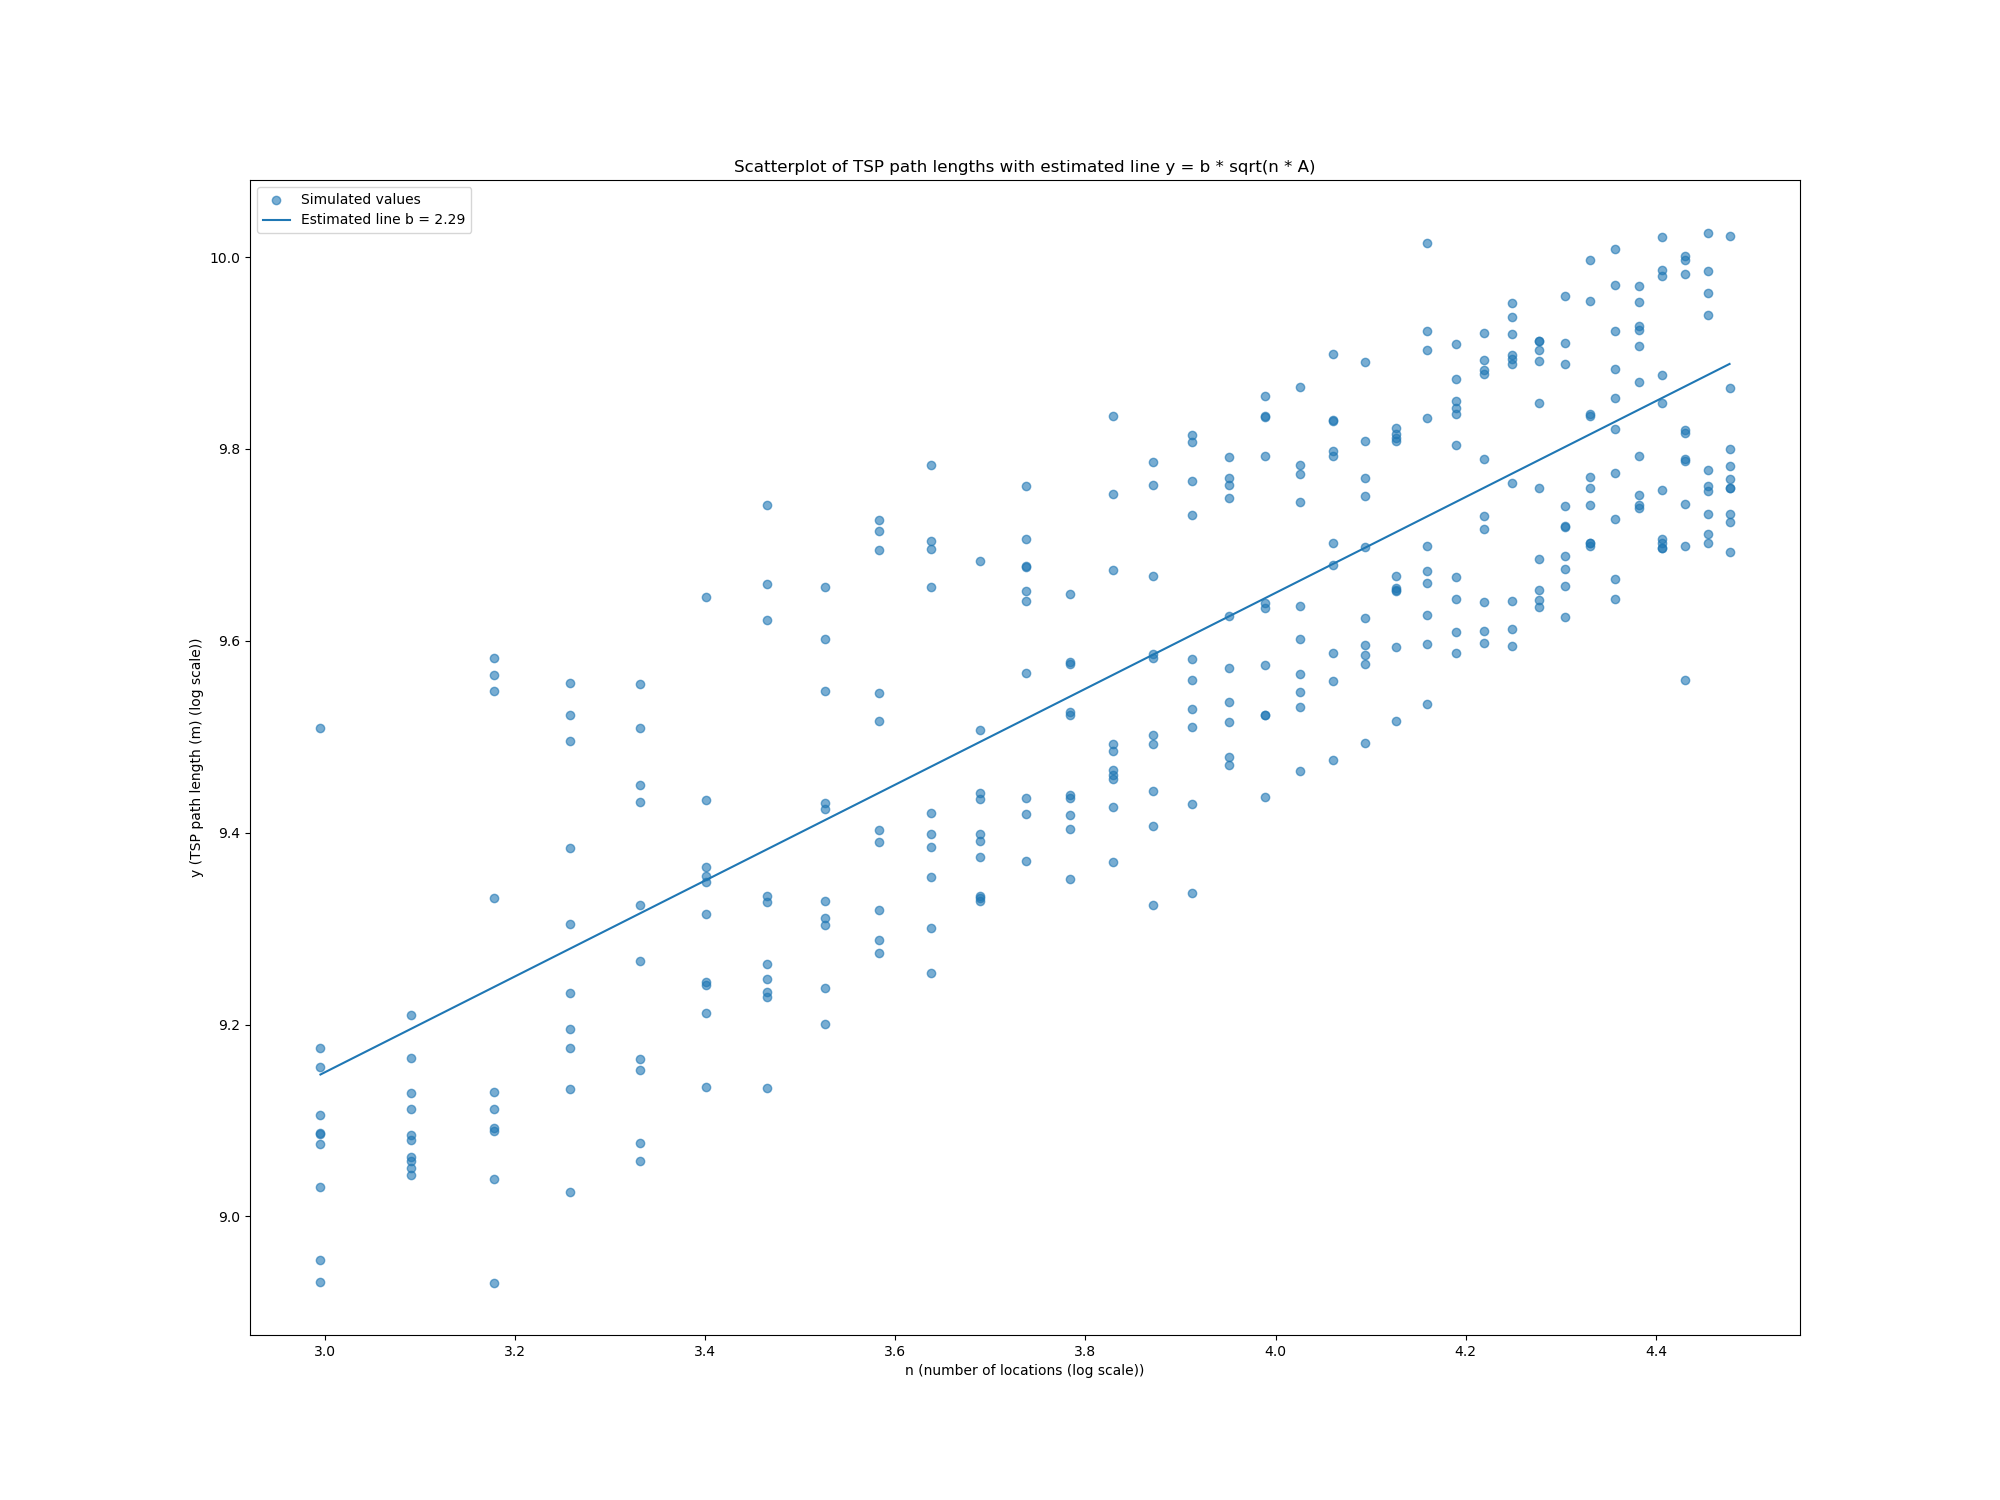 Scatterplot of TSP path lengths with estimated line y = b * sqrt(n * A)
Simulated values
Estimated line b = 2.29
10.0
9.8
9.6
9.4
9.2
9.0
y (TSP path length (m) (log scale))
3.0 3.2 3.4 3.6 3.8 4.0 4.2 4.4
n (number of locations (log scale))